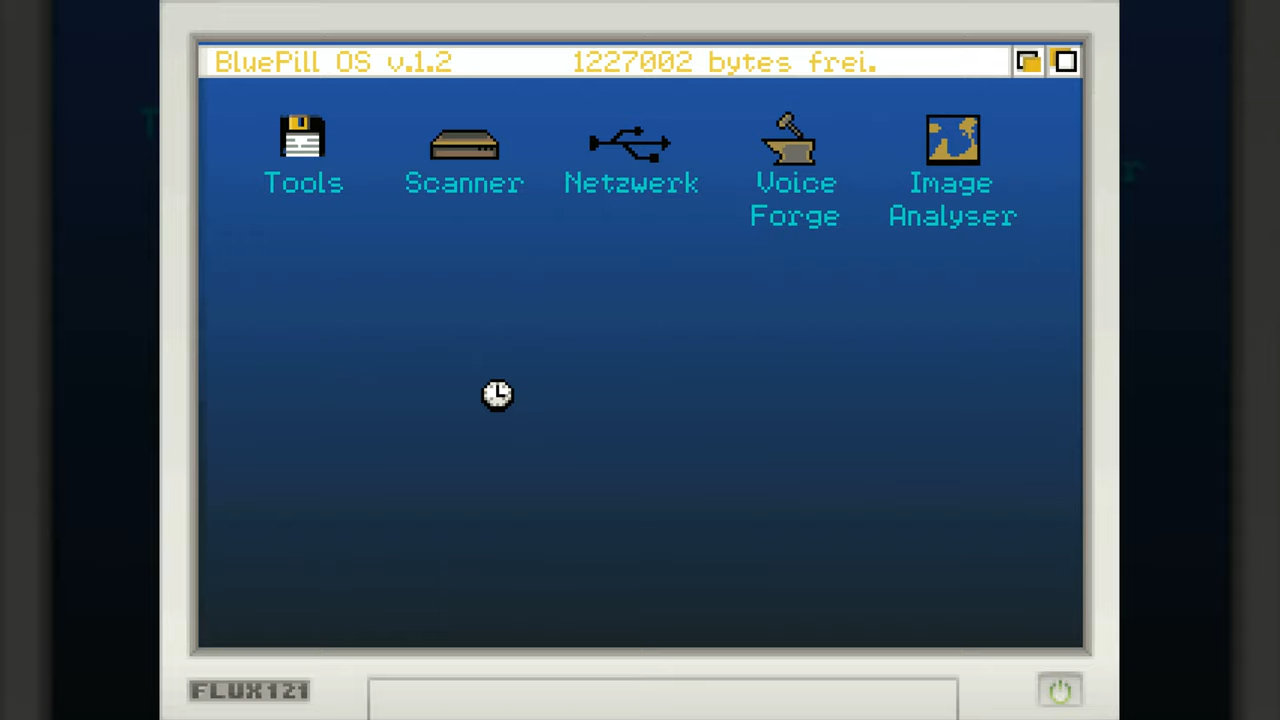 BluePill OS v.1.2 1227002 bytes frei.
Tools Scanner Netzwerk Voice Forge Image Analyser
FLUX121